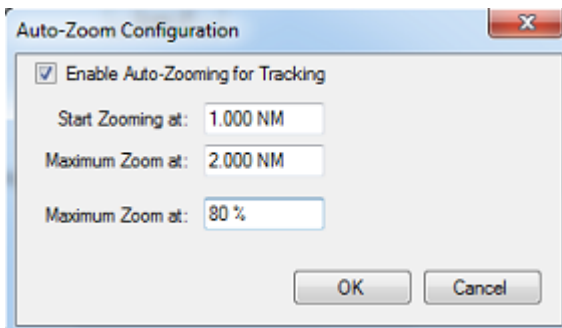 Auto-Zoom Configuration
Enable Auto-Zooming for Tracking
Start Zooming at: 1.000 NM
Maximum Zoom at: 2.000 NM
Maximum Zoom at: 80 %
OK Cancel